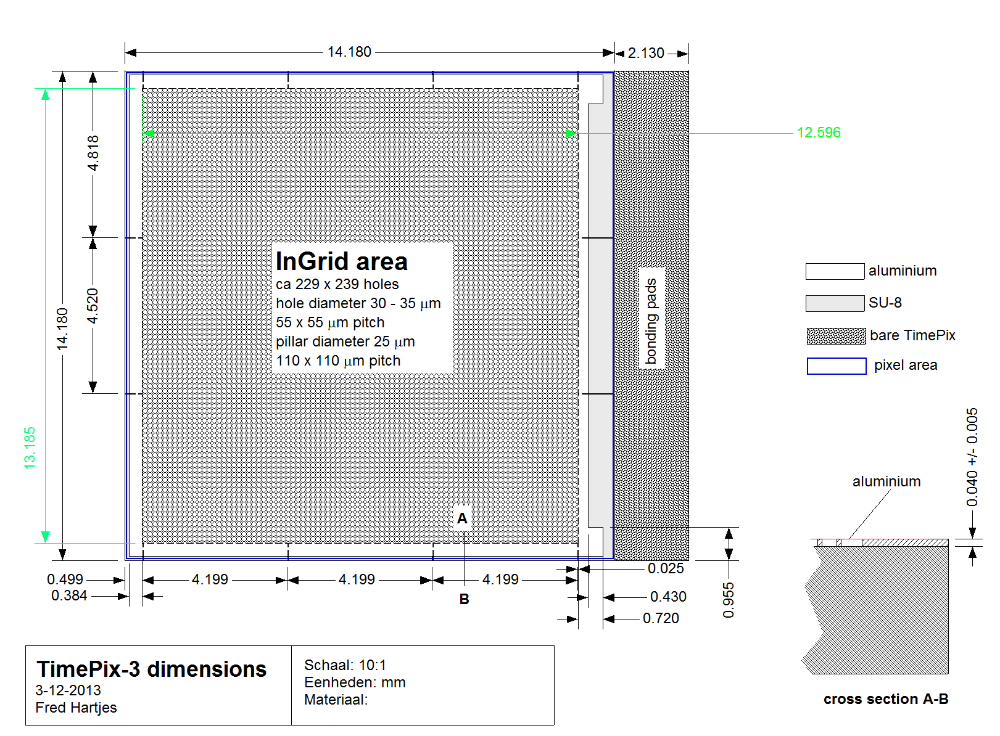 14.180
2.130
12.596
4.818
4.520
14.180
13.185
InGrid area
ca 229 x 239 holes
hole diameter 30 - 35 μm
55 x 55 μm pitch
pillar diameter 25 μm
110 x 110 μm pitch
bonding pads
aluminium
SU-8
bare TimePix
pixel area
A
B
0.499
4.199
4.199
4.199
0.025
0.384
0.430
0.720
0.955
aluminium
0.040 +/- 0.005
cross section A-B
TimePix-3 dimensions
3-12-2013
Fred Hartjes
Schaal: 10:1
Eenheden: mm
Materiaal: